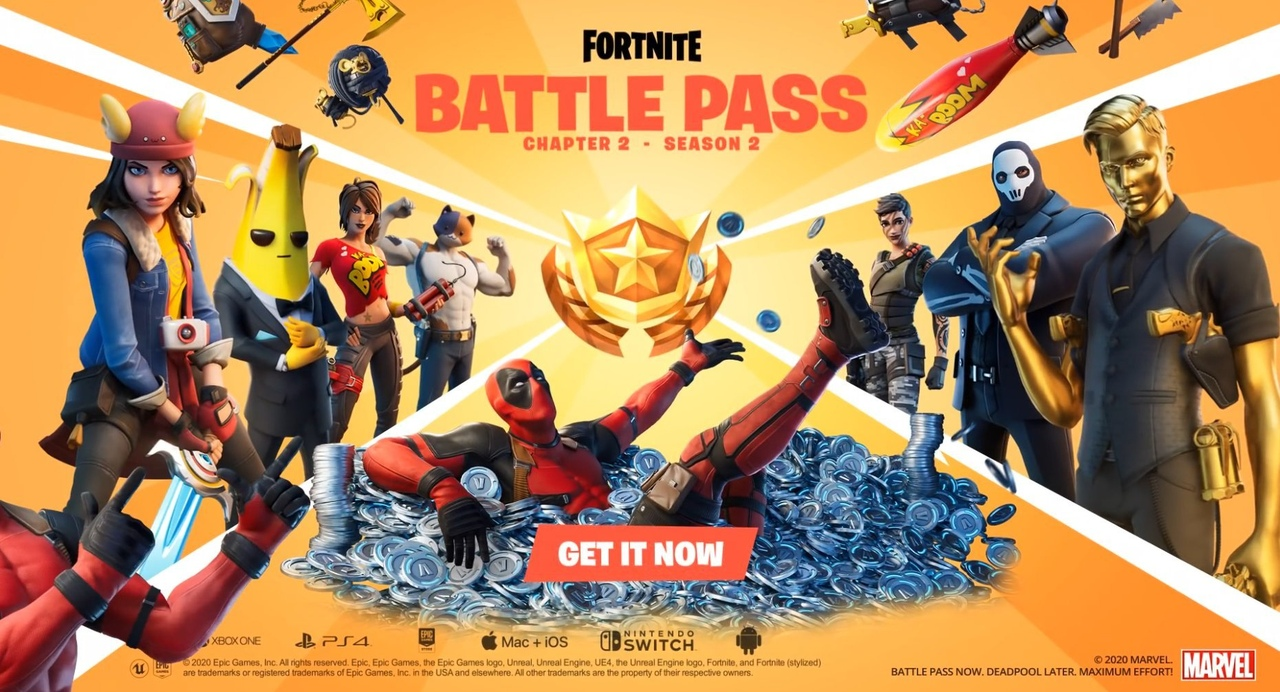 FORTNITE
BATTLE PASS
CHAPTER 2 - SEASON 2
KA-BOOM
BOOM
GET IT NOW
XBOX ONE
PS4
EPIC GAMES
Mac + iOS
NINTENDO
SWITCH
© 2020 Epic Games, Inc. All rights reserved. Epic, Epic Games, the Epic Games logo, Unreal, Unreal Engine, UE4, the Unreal Engine logo, Fortnite, and Fortnite (stylized)
are trademarks or registered trademarks of Epic Games, Inc. in the USA and elsewhere. All other trademarks are the property of their respective owners.
© 2020 MARVEL.
BATTLE PASS NOW. DEADPOOL LATER. MAXIMUM EFFORT!
MARVEL